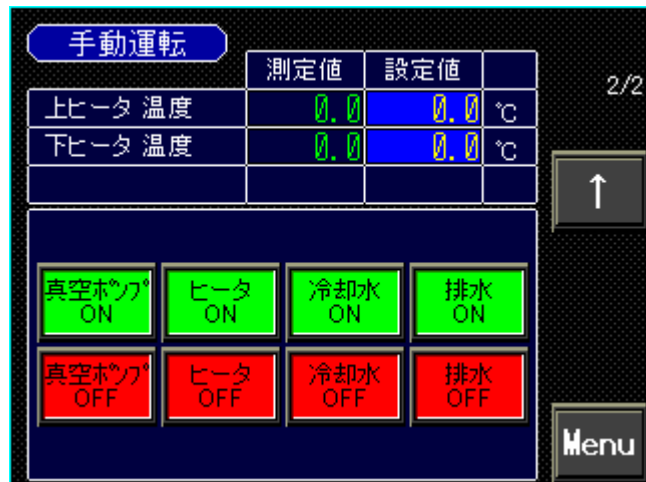 手動運転
測定値 設定値
2/2
上ヒータ 温度 0.0 0.0 ℃
下ヒータ 温度 0.0 0.0 ℃
↑
真空ポンプ ヒータ 冷却水 排水
ON ON ON ON
真空ポンプ ヒータ 冷却水 排水
OFF OFF OFF OFF
Menu